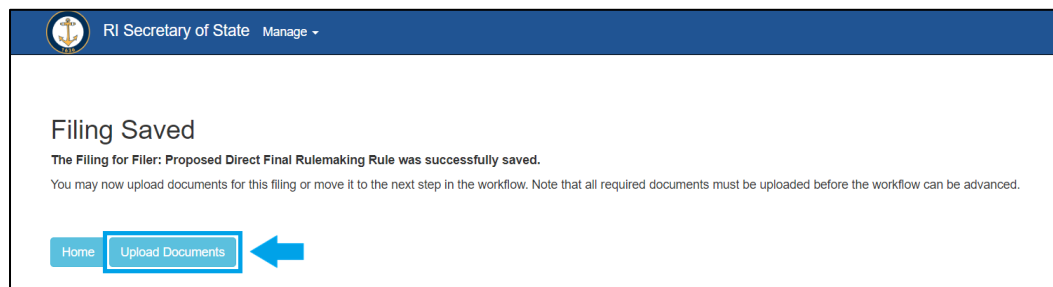 RI Secretary of State Manage
Filing Saved
The Filing for Filer: Proposed Direct Final Rulemaking Rule was successfully saved.
You may now upload documents for this filing or move it to the next step in the workflow. Note that all required documents must be uploaded before the workflow can be advanced.
Home Upload Documents